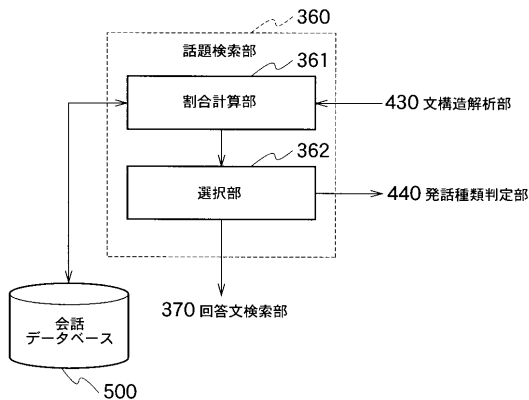 360
話題検索部
361
割合計算部
430 文構造解析部
362
選択部
440 発話種類判定部
370 回答文検索部
会話
データベース
500